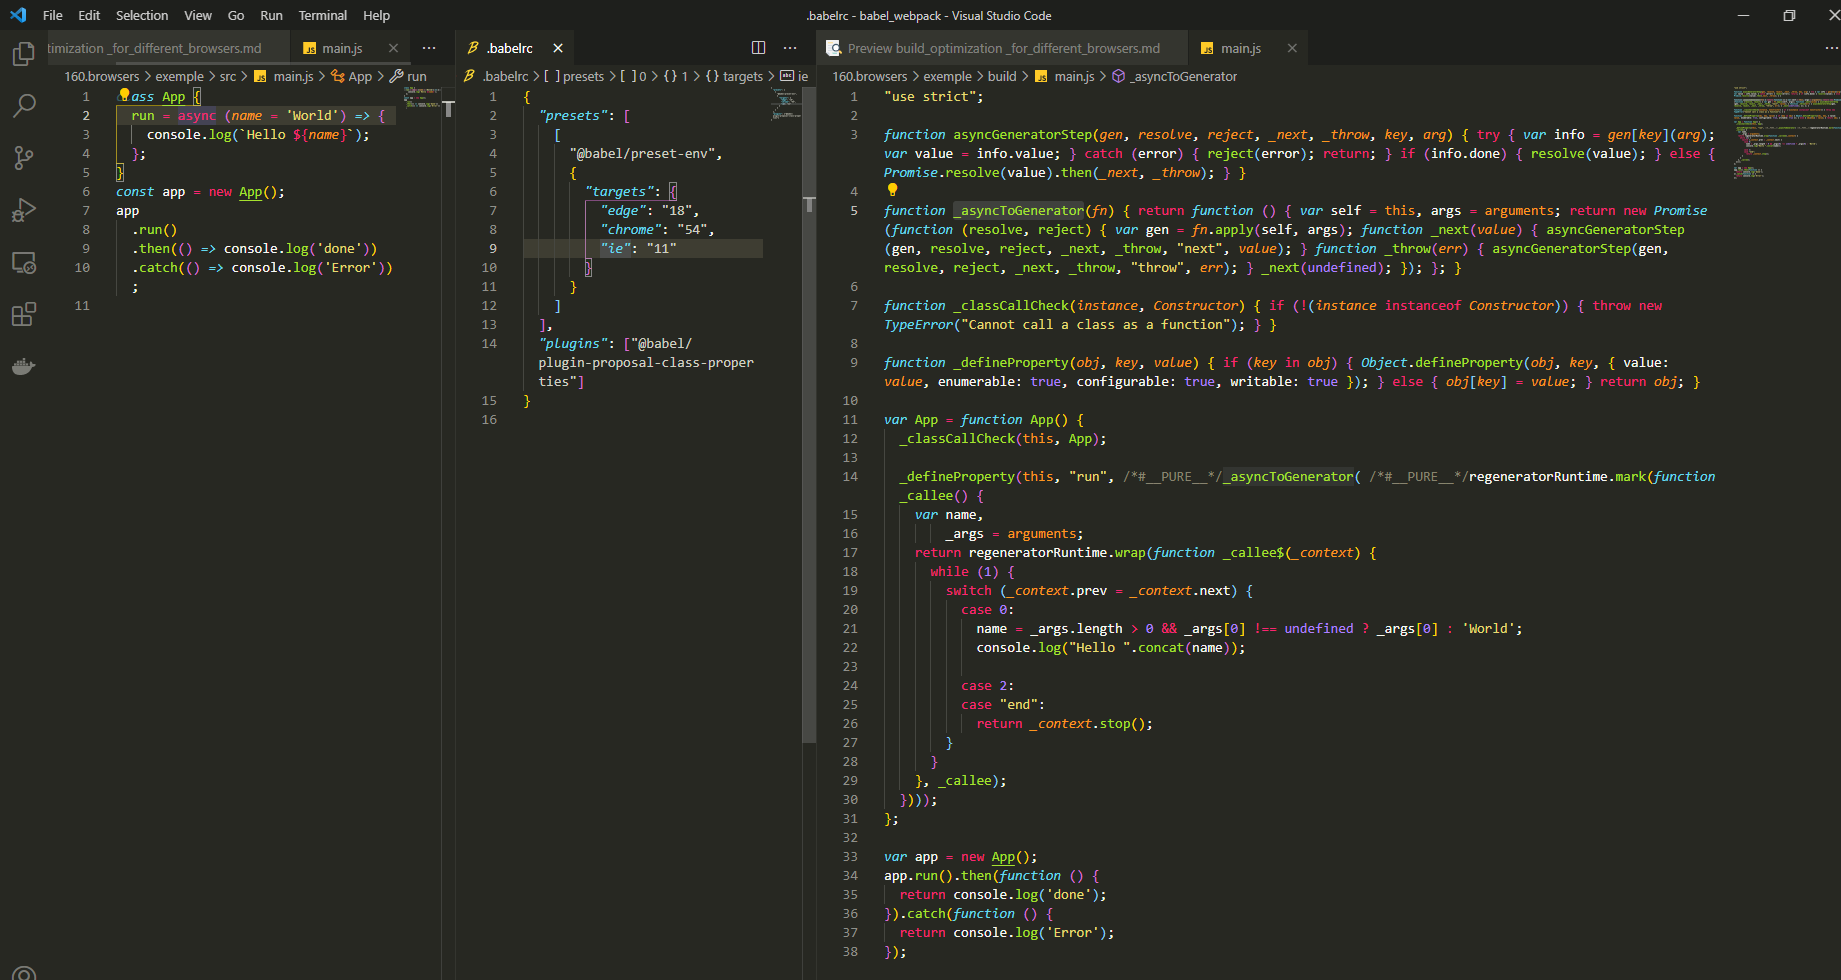 File Edit Selection View Go Run Terminal Help
.babelrc - babel_webpack - Visual Studio Code
timization _for_different_browsers.md
JS main.js
160.browsers > exemple > src > JS main.js > App > run
1 ass App {
2 run = async (name = 'World') => {
3 console.log(`Hello ${name}`);
4 };
5 }
6 const app = new App();
7 app
8 .run()
9 .then(() => console.log('done'))
10 .catch(() => console.log('Error'))
;
11
.babelrc
.babelrc > [ ] presets > [ ] 0 > { } 1 > { } targets > abc ie
1 {
2 "presets": [
3 [
4 "@babel/preset-env",
5 {
6 "targets": {
7 "edge": "18",
8 "chrome": "54",
9 "ie": "11"
10 }
11 }
12 ]
13 ],
14 "plugins": ["@babel/
plugin-proposal-class-proper
ties"]
15 }
16
Preview build_optimization _for_different_browsers.md
JS main.js
160.browsers > exemple > build > JS main.js > _asyncToGenerator
1 "use strict";
2
3 function asyncGeneratorStep(gen, resolve, reject, _next, _throw, key, arg) { try { var info = gen[key](arg);
var value = info.value; } catch (error) { reject(error); return; } if (info.done) { resolve(value); } else {
Promise.resolve(value).then(_next, _throw); } }
4
5 function _asyncToGenerator(fn) { return function () { var self = this, args = arguments; return new Promise
(function (resolve, reject) { var gen = fn.apply(self, args); function _next(value) { asyncGeneratorStep
(gen, resolve, reject, _next, _throw, "next", value); } function _throw(err) { asyncGeneratorStep(gen,
resolve, reject, _next, _throw, "throw", err); } _next(undefined); }); }; }
6
7 function _classCallCheck(instance, Constructor) { if (!(instance instanceof Constructor)) { throw new
TypeError("Cannot call a class as a function"); } }
8
9 function _defineProperty(obj, key, value) { if (key in obj) { Object.defineProperty(obj, key, { value:
value, enumerable: true, configurable: true, writable: true }); } else { obj[key] = value; } return obj; }
10
11 var App = function App() {
12 _classCallCheck(this, App);
13
14 _defineProperty(this, "run", /*#__PURE__*/_asyncToGenerator( /*#__PURE__*/regeneratorRuntime.mark(function
_callee() {
15 var name,
16 _args = arguments;
17 return regeneratorRuntime.wrap(function _callee$(_context) {
18 while (1) {
19 switch (_context.prev = _context.next) {
20 case 0:
21 name = _args.length > 0 && _args[0] !== undefined ? _args[0] : 'World';
22 console.log("Hello ".concat(name));
23
24 case 2:
25 case "end":
26 return _context.stop();
27 }
28 }
29 }, _callee);
30 })));
31 };
32
33 var app = new App();
34 app.run().then(function () {
35 return console.log('done');
36 }).catch(function () {
37 return console.log('Error');
38 });